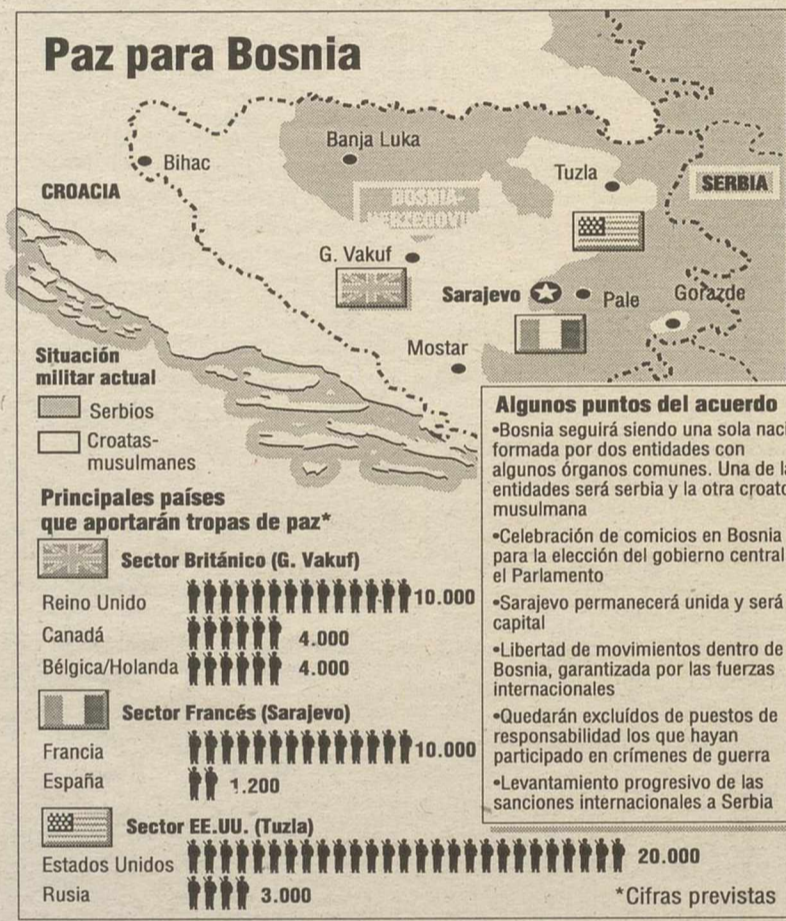 Paz para Bosnia
Banja Luka
Bihac
Tuzla
CROACIA
BOSNIA-
SERBIA
G. Vakuf
Sarajevo
Pale
Gorazde
Mostar
Situación
militar actual
Serbios
Croatas-
musulmanes
Principales países
que aportarán tropas de paz*
Sector Británico (G. Vakuf)
Reino Unido 10.000
Canadá 4.000
Bélgica/Holanda 4.000
Sector Francés (Sarajevo)
Francia 10.000
España 1.200
Sector EE.UU. (Tuzla)
Estados Unidos 20.000
Rusia 3.000
Algunos puntos del acuerdo
•Bosnia seguirá siendo una sola
formada por dos entidades con
algunos órganos comunes. Una de
entidades será serbia y la otra
musulmana
•Celebración de comicios en Bosnia
para la elección del gobierno central
el Parlamento
•Sarajevo permanecerá unida y será
capital
•Libertad de movimientos dentro de
Bosnia, garantizada por las fuerzas
internacionales
•Quedarán excluídos de puestos de
responsabilidad los que hayan
participado en crímenes de guerra
•Levantamiento progresivo de las
sanciones internacionales a Serbia
*Cifras previstas